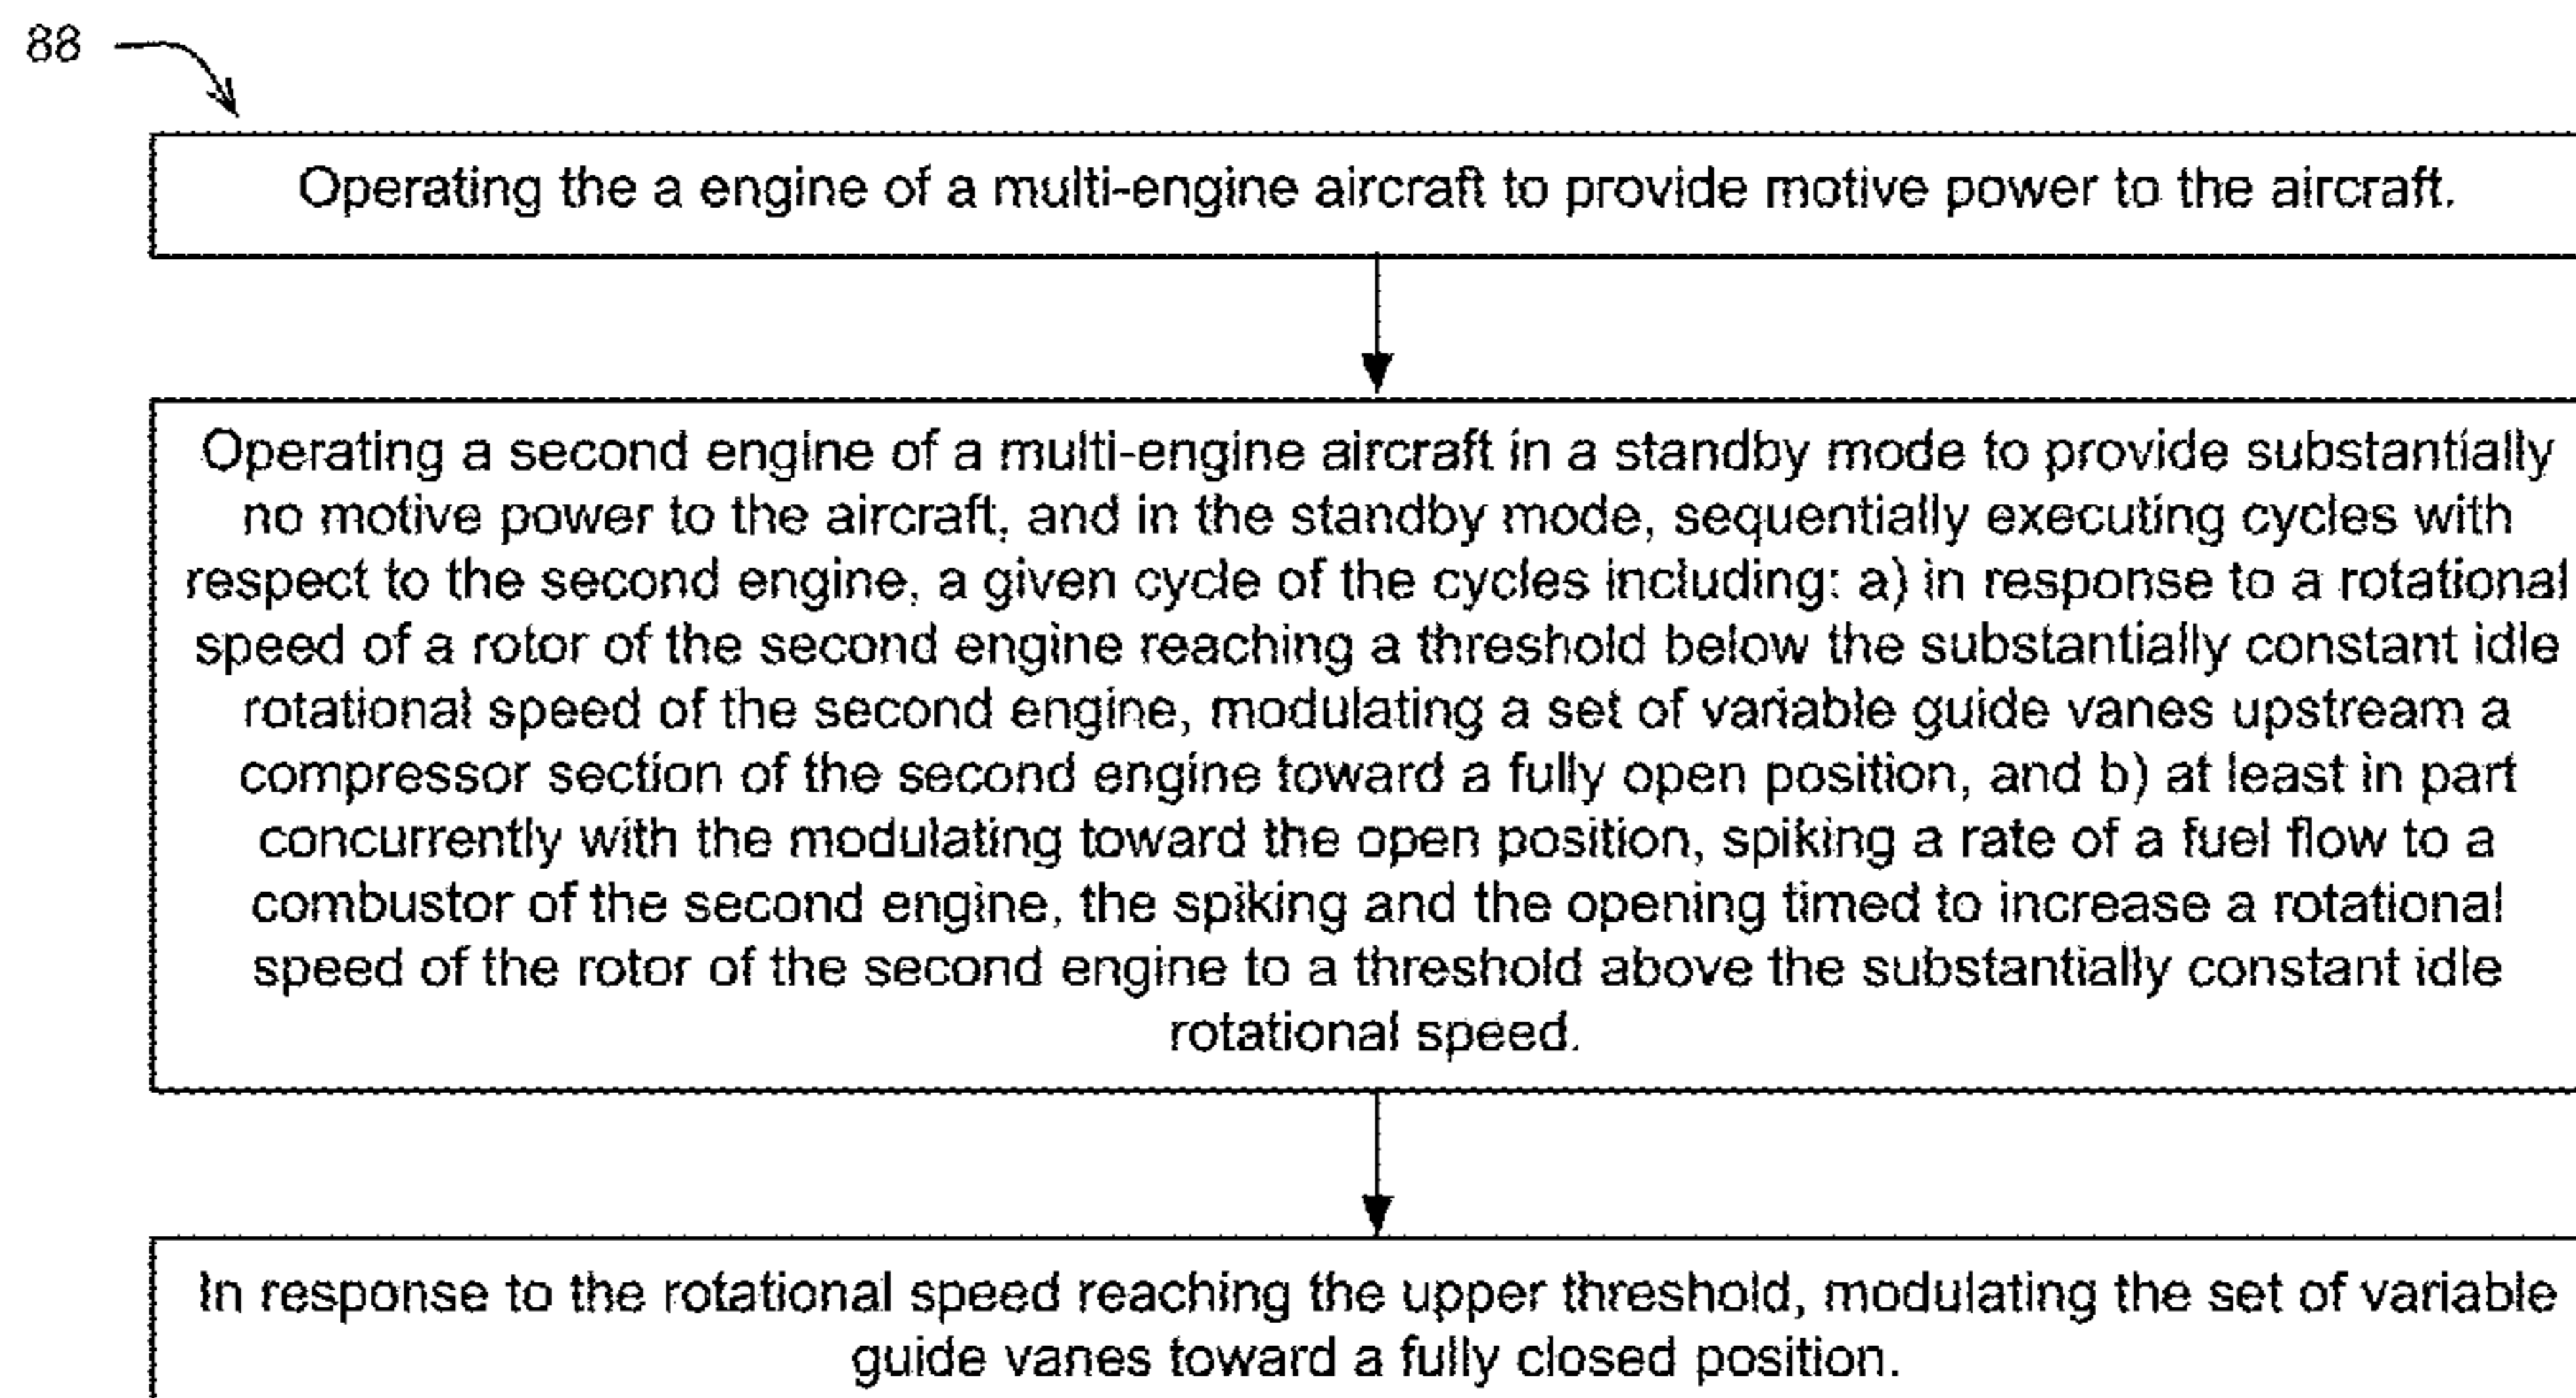 88
Operating the a engine of a multi-engine aircraft to provide motive power to the aircraft.
Operating a second engine of a multi-engine aircraft in a standby mode to provide substantially
no motive power to the aircraft, and in the standby mode, sequentially executing cycles with
respect to the second engine, a given cycle of the cycles including: a) in response to a rotational
speed of a rotor of the second engine reaching a threshold below the substantially constant idle
rotational speed of the second engine, modulating a set of variable guide vanes upstream a
compressor section of the second engine toward a fully open position, and b) at least in part
concurrently with the modulating toward the open position, spiking a rate of a fuel flow to a
combustor of the second engine, the spiking and the opening timed to increase a rotational
speed of the rotor of the second engine to a threshold above the substantially constant idle
rotational speed.
In response to the rotational speed reaching the upper threshold, modulating the set of variable
guide vanes toward a fully closed position.